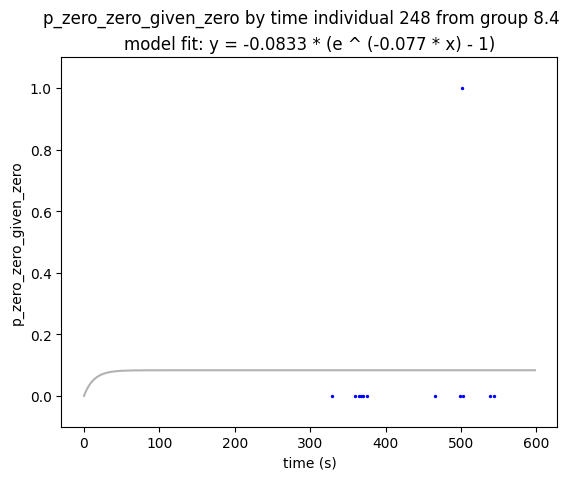 p_zero_zero_given_zero by time individual 248 from group 8.4
model fit: y = -0.0833 * (e ^ (-0.077 * x) - 1)
1.0
0.8
0.6
0.4
0.2
0.0
p_zero_zero_given_zero
0 100 200 300 400 500 600
time (s)